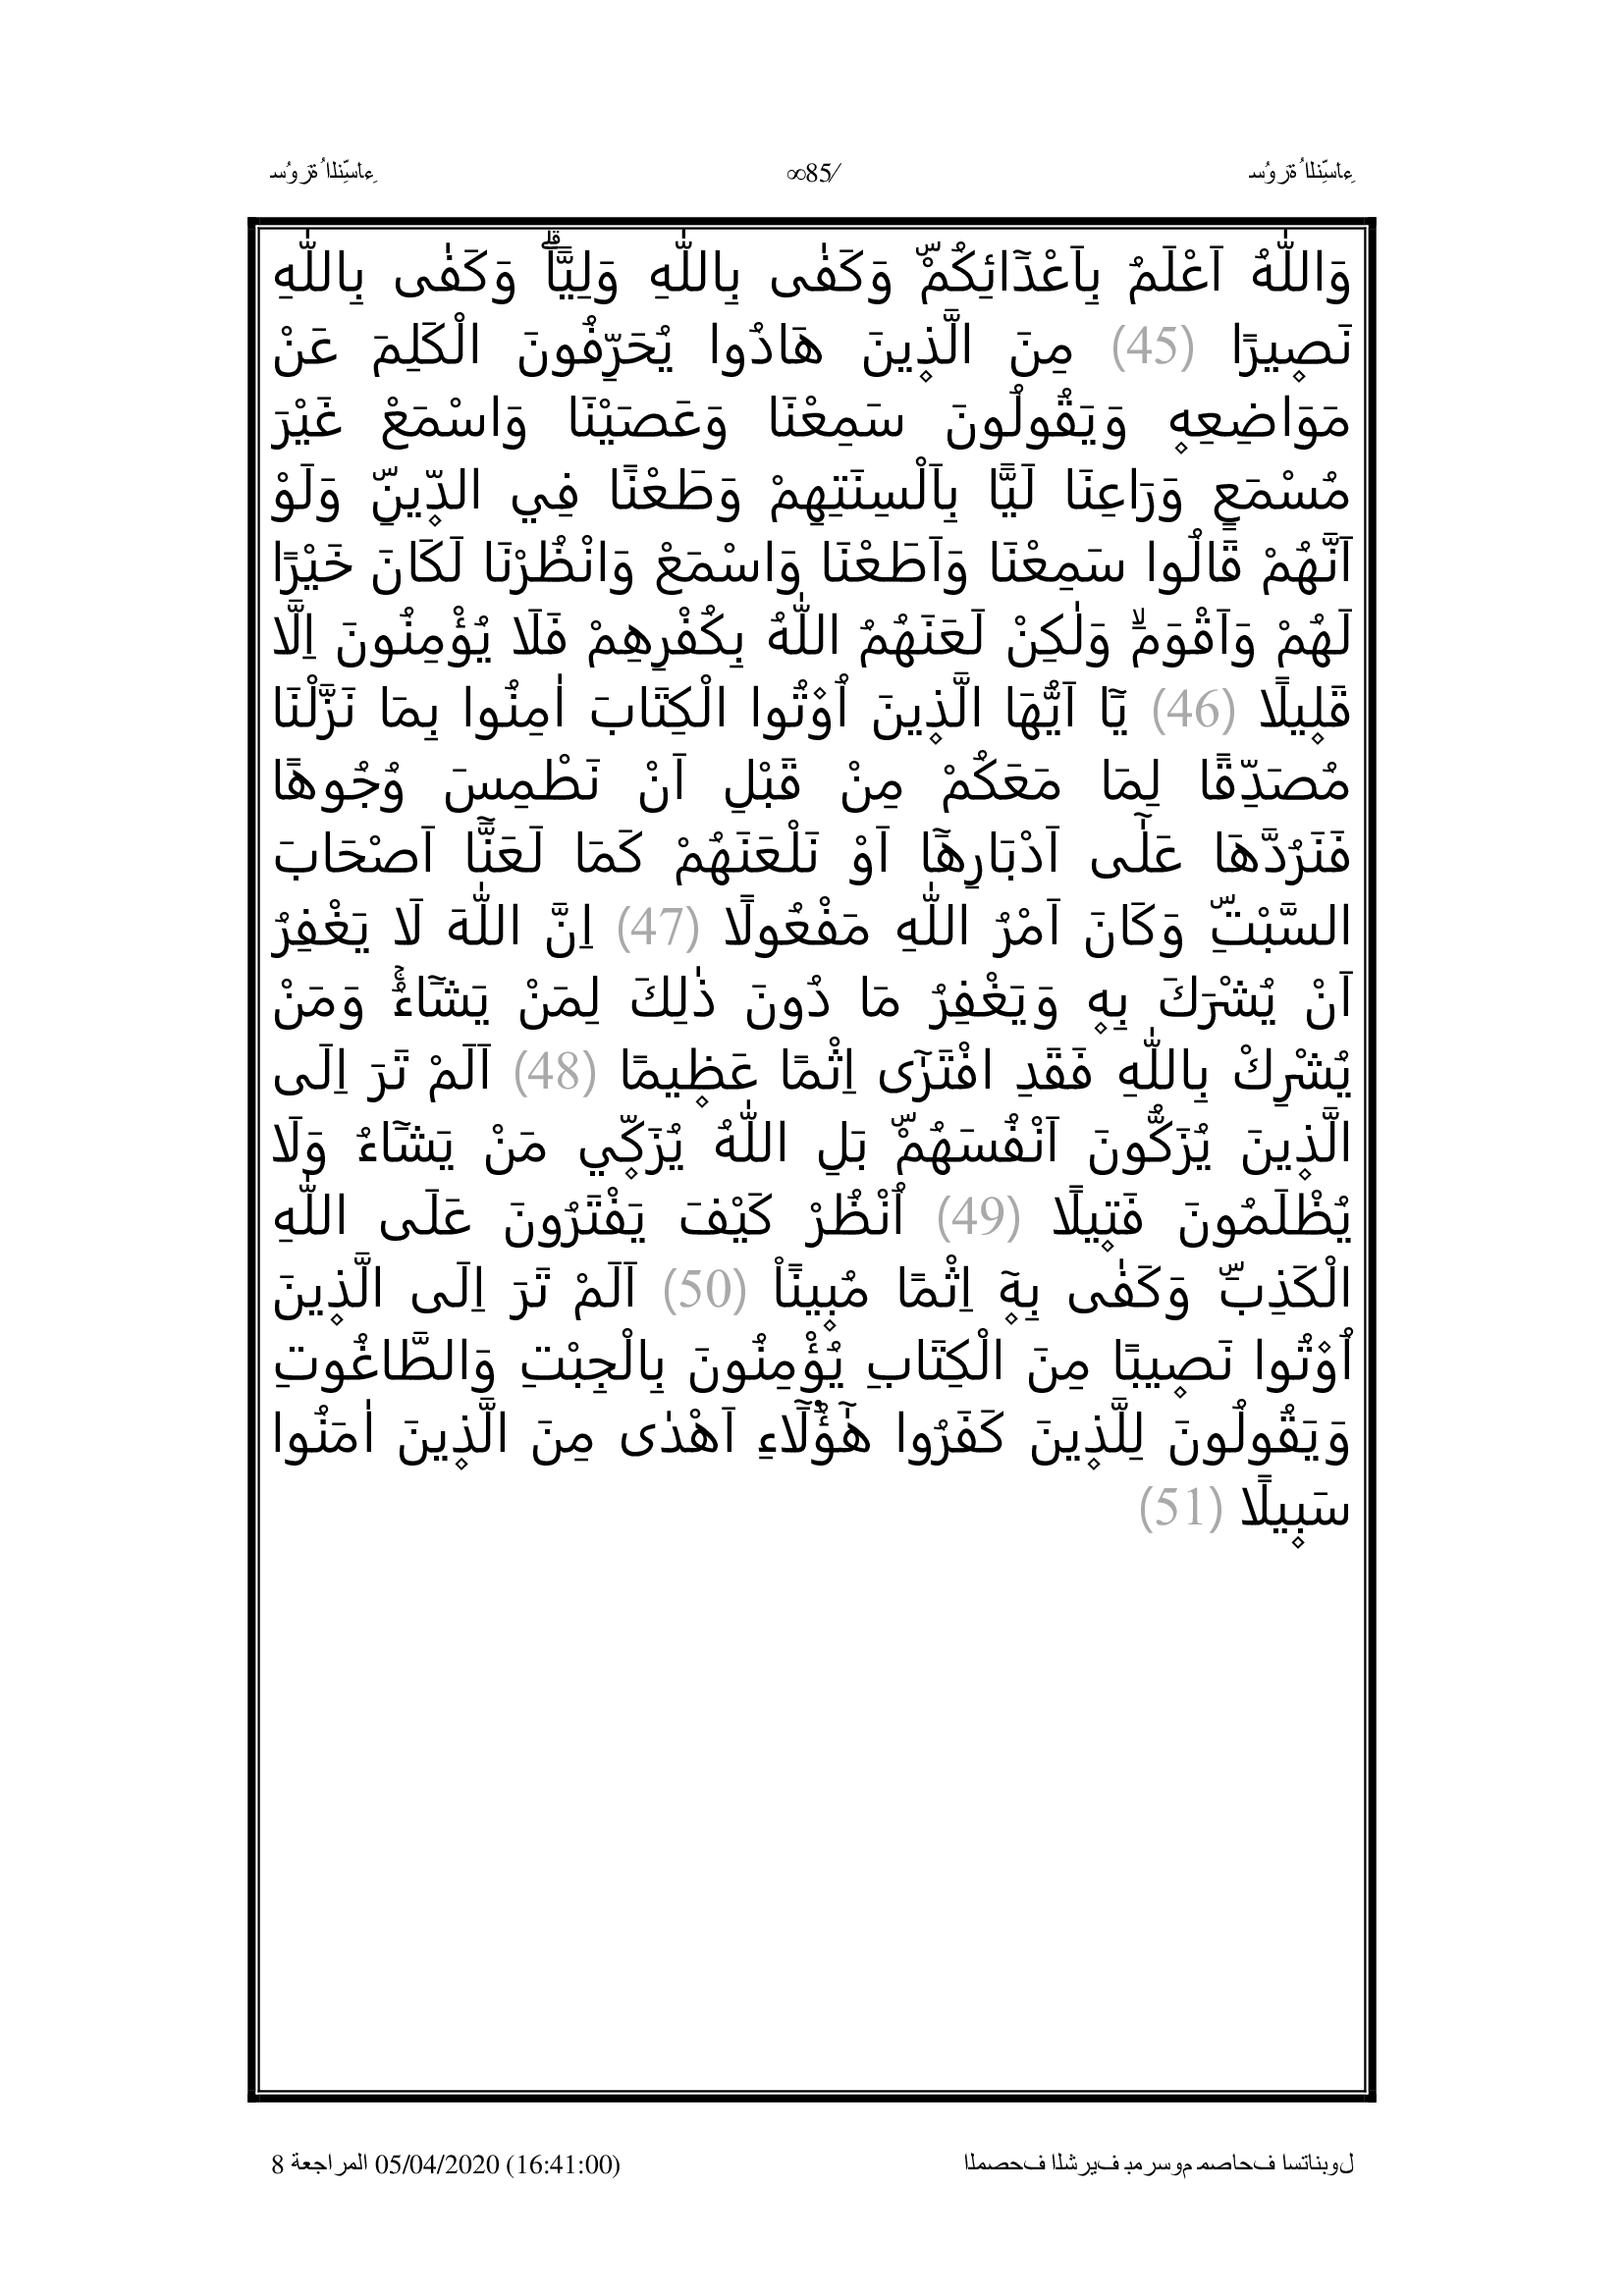 سُورَةُ النِّسَاءِ ∞85/ سُورَةُ النِّسَاءِ
وَاللّٰهُ اَعْلَمُ بِاَعْدَٓائِكُمْۜ وَكَفٰى بِاللّٰهِ وَلِيًّاۗ وَكَفٰى بِاللّٰهِ
نَص۪يرًا (45) مِنَ الَّذ۪ينَ هَادُوا يُحَرِّفُونَ الْكَلِمَ عَنْ
مَوَاضِعِه۪ وَيَقُولُونَ سَمِعْنَا وَعَصَيْنَا وَاسْمَعْ غَيْرَ
مُسْمَعٍ وَرَاعِنَا لَيًّا بِاَلْسِنَتِهِمْ وَطَعْنًا فِي الدّ۪ينِۜ وَلَوْ
اَنَّهُمْ قَالُوا سَمِعْنَا وَاَطَعْنَا وَاسْمَعْ وَانْظُرْنَا لَكَانَ خَيْرًا
لَهُمْ وَاَقْوَمَۙ وَلٰكِنْ لَعَنَهُمُ اللّٰهُ بِكُفْرِهِمْ فَلَا يُؤْمِنُونَ اِلَّا
قَل۪يلًا (46) يَٓا اَيُّهَا الَّذ۪ينَ اُو۫تُوا الْكِتَابَ اٰمِنُوا بِمَا نَزَّلْنَا
مُصَدِّقًا لِمَا مَعَكُمْ مِنْ قَبْلِ اَنْ نَطْمِسَ وُجُوهًا
فَنَرُدَّهَا عَلٰٓى اَدْبَارِهَٓا اَوْ نَلْعَنَهُمْ كَمَا لَعَنَّٓا اَصْحَابَ
السَّبْتِۜ وَكَانَ اَمْرُ اللّٰهِ مَفْعُولًا (47) اِنَّ اللّٰهَ لَا يَغْفِرُ
اَنْ يُشْرَكَ بِه۪ وَيَغْفِرُ مَا دُونَ ذٰلِكَ لِمَنْ يَشَٓاءُۚ وَمَنْ
يُشْرِكْ بِاللّٰهِ فَقَدِ افْتَرٰٓى اِثْمًا عَظ۪يمًا (48) اَلَمْ تَرَ اِلَى
الَّذ۪ينَ يُزَكُّونَ اَنْفُسَهُمْۜ بَلِ اللّٰهُ يُزَكّ۪ي مَنْ يَشَٓاءُ وَلَا
يُظْلَمُونَ فَت۪يلًا (49) اُنْظُرْ كَيْفَ يَفْتَرُونَ عَلَى اللّٰهِ
الْكَذِبَۜ وَكَفٰى بِه۪ٓ اِثْمًا مُب۪ينًا۟ (50) اَلَمْ تَرَ اِلَى الَّذ۪ينَ
اُو۫تُوا نَص۪يبًا مِنَ الْكِتَابِ يُؤْمِنُونَ بِالْجِبْتِ وَالطَّاغُوتِ
وَيَقُولُونَ لِلَّذ۪ينَ كَفَرُوا هٰٓؤُ۬لَٓاءِ اَهْدٰى مِنَ الَّذ۪ينَ اٰمَنُوا
سَب۪يلًا (51)
المصحف الشريف بمرسوم مصاحف استانبول المراجعة 8 05/04/2020 (16:41:00)